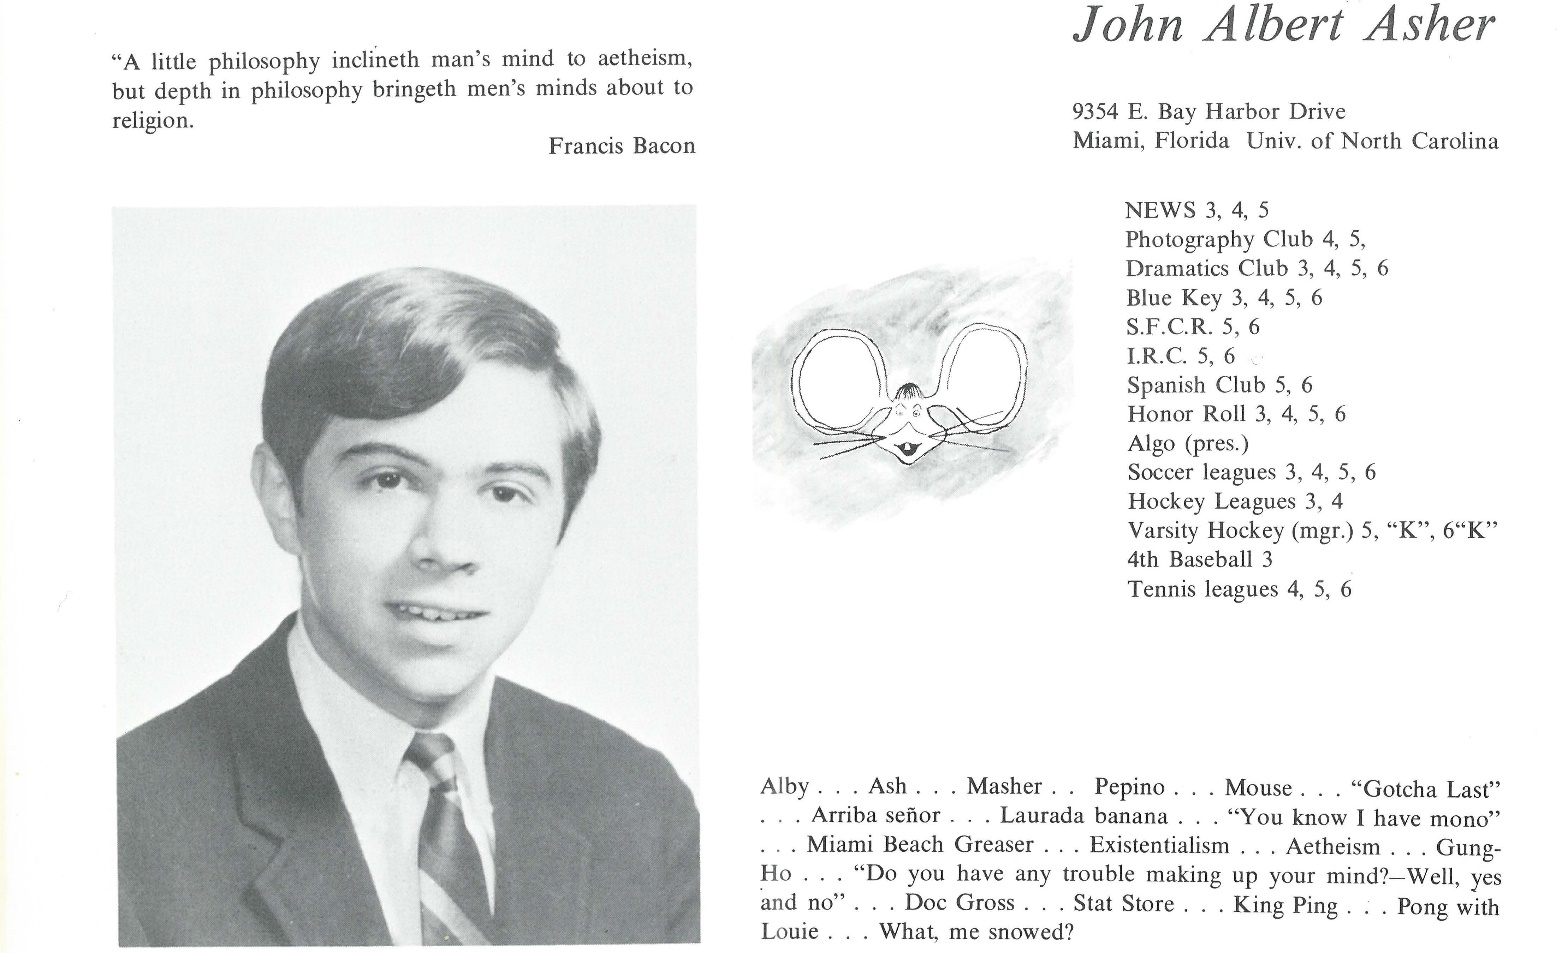 "A little philosophy inclineth man's mind to aetheism,
but depth in philosophy bringeth men's minds about to
religion.
Francis Bacon
John Albert Asher
9354 E. Bay Harbor Drive
Miami, Florida  Univ. of North Carolina
NEWS 3, 4, 5
Photography Club 4, 5,
Dramatics Club 3, 4, 5, 6
Blue Key 3, 4, 5, 6
S.F.C.R. 5, 6
I.R.C. 5, 6
Spanish Club 5, 6
Honor Roll 3, 4, 5, 6
Algo (pres.)
Soccer leagues 3, 4, 5, 6
Hockey Leagues 3, 4
Varsity Hockey (mgr.) 5, "K", 6"K"
4th Baseball 3
Tennis leagues 4, 5, 6
Alby . . . Ash . . . Masher . . Pepino . . . Mouse . . . "Gotcha Last"
. . . Arriba señor . . . Laurada banana . . . "You know I have mono"
. . . Miami Beach Greaser . . . Existentialism . . . Aetheism . . . Gung-
Ho . . . "Do you have any trouble making up your mind?—Well, yes
and no" . . . Doc Gross . . . Stat Store . . . King Ping . . . Pong with
Louie . . . What, me snowed?